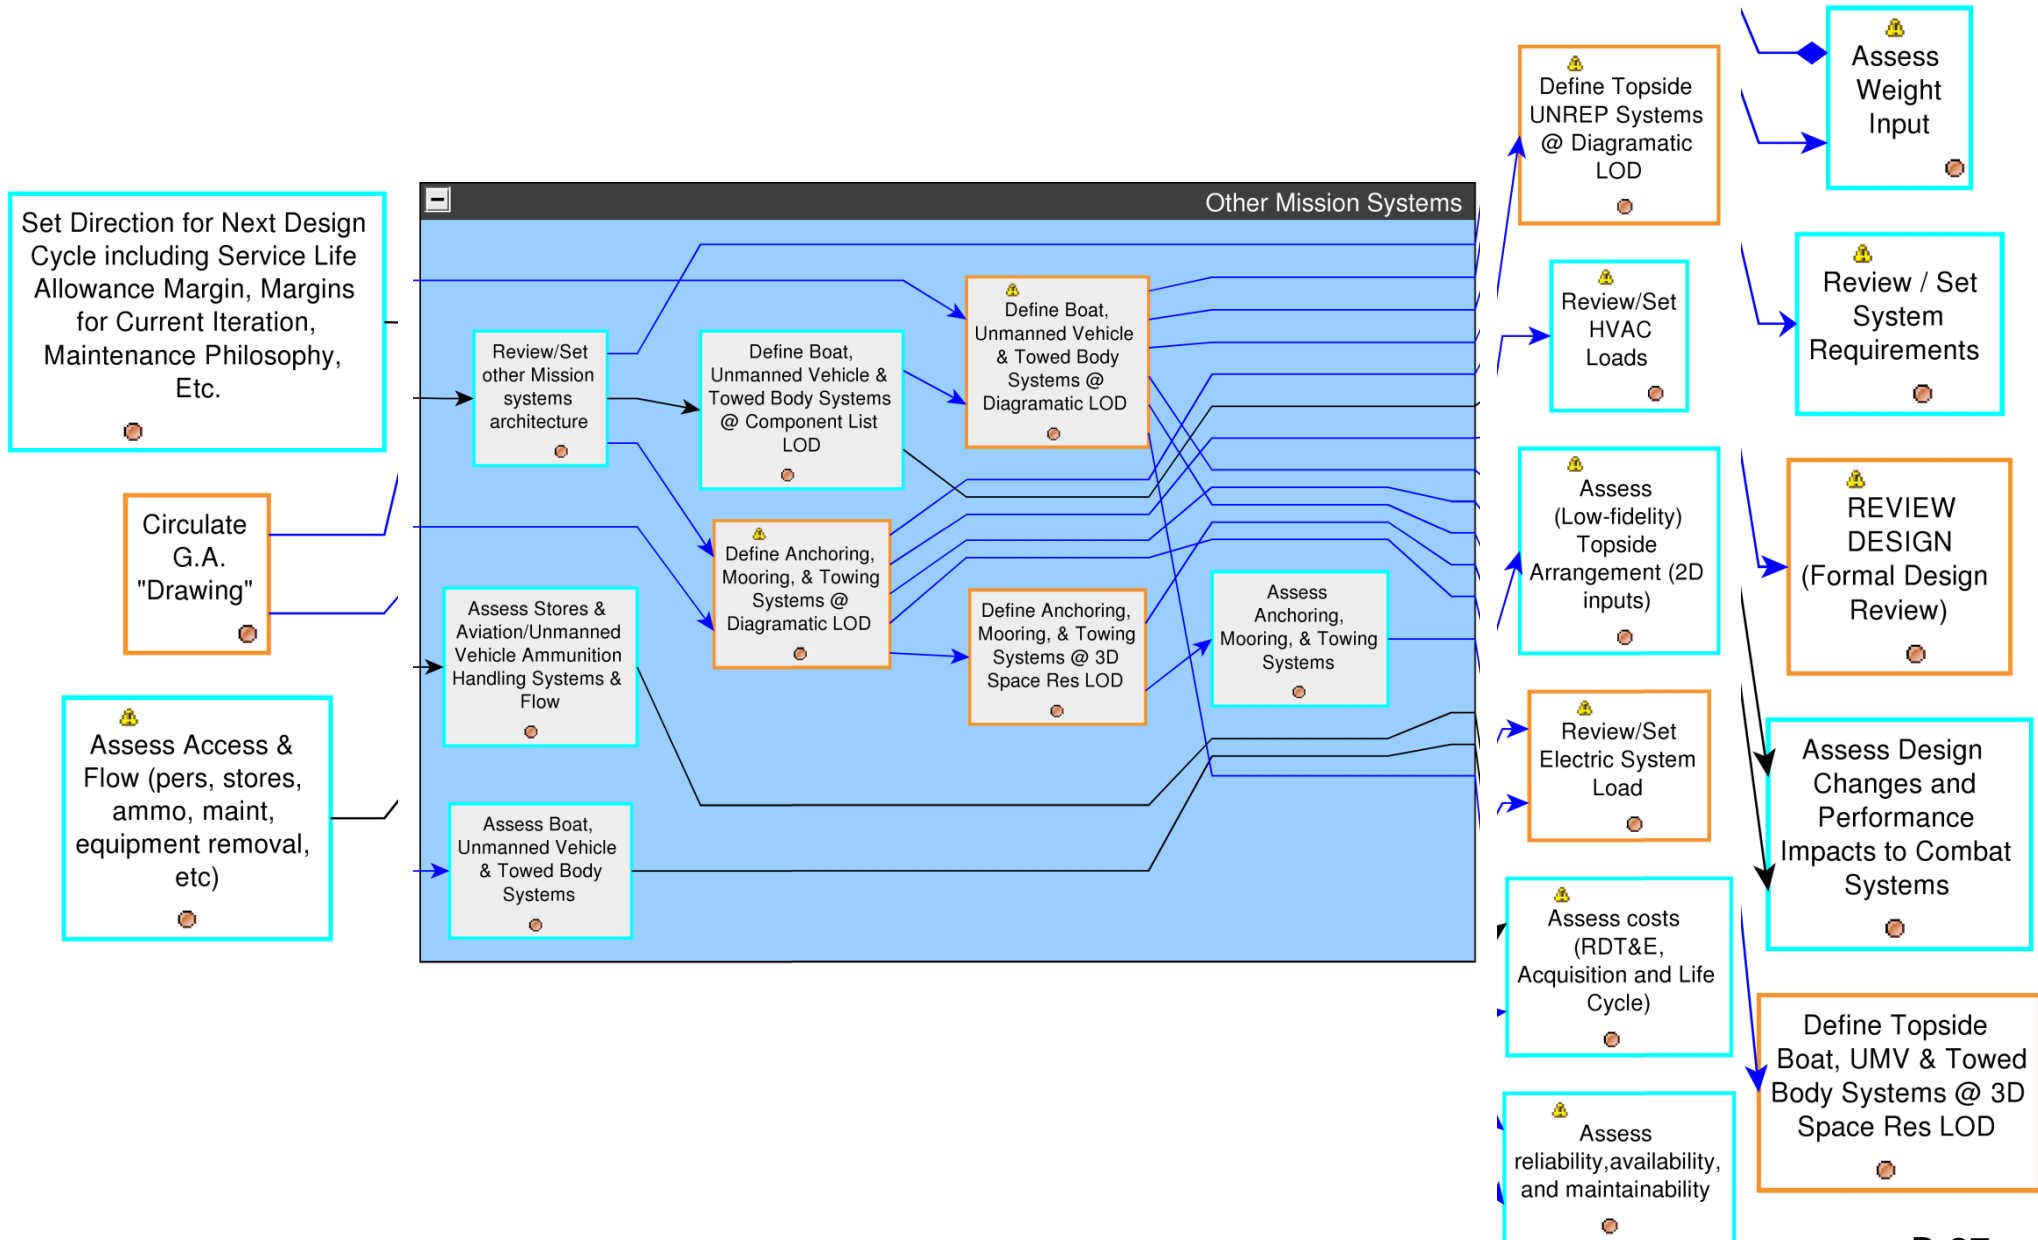 Set Direction for Next Design
Cycle including Service Life
Allowance Margin, Margins
for Current Iteration,
Maintenance Philosophy,
Etc.
Circulate
G.A.
"Drawing"
Assess Access &
Flow (pers, stores,
ammo, maint,
equipment removal,
etc)
Other Mission Systems
Review/Set
other Mission
systems
architecture
Define Boat,
Unmanned Vehicle &
Towed Body Systems
@ Component List
LOD
Define Boat,
Unmanned Vehicle
& Towed Body
Systems @
Diagramatic LOD
Define Anchoring,
Mooring, & Towing
Systems @
Diagramatic LOD
Assess Stores &
Aviation/Unmanned
Vehicle Ammunition
Handling Systems &
Flow
Define Anchoring,
Mooring, & Towing
Systems @ 3D
Space Res LOD
Assess
Anchoring,
Mooring, & Towing
Systems
Assess Boat,
Unmanned Vehicle
& Towed Body
Systems
Define Topside
UNREP Systems
@ Diagramatic
LOD
Review/Set
HVAC
Loads
Assess
(Low-fidelity)
Topside
Arrangement (2D
inputs)
Review/Set
Electric System
Load
Assess costs
(RDT&E,
Acquisition and Life
Cycle)
Assess
reliability,availability,
and maintainability
Assess
Weight
Input
Review / Set
System
Requirements
REVIEW
DESIGN
(Formal Design
Review)
Assess Design
Changes and
Performance
Impacts to Combat
Systems
Define Topside
Boat, UMV & Towed
Body Systems @ 3D
Space Res LOD